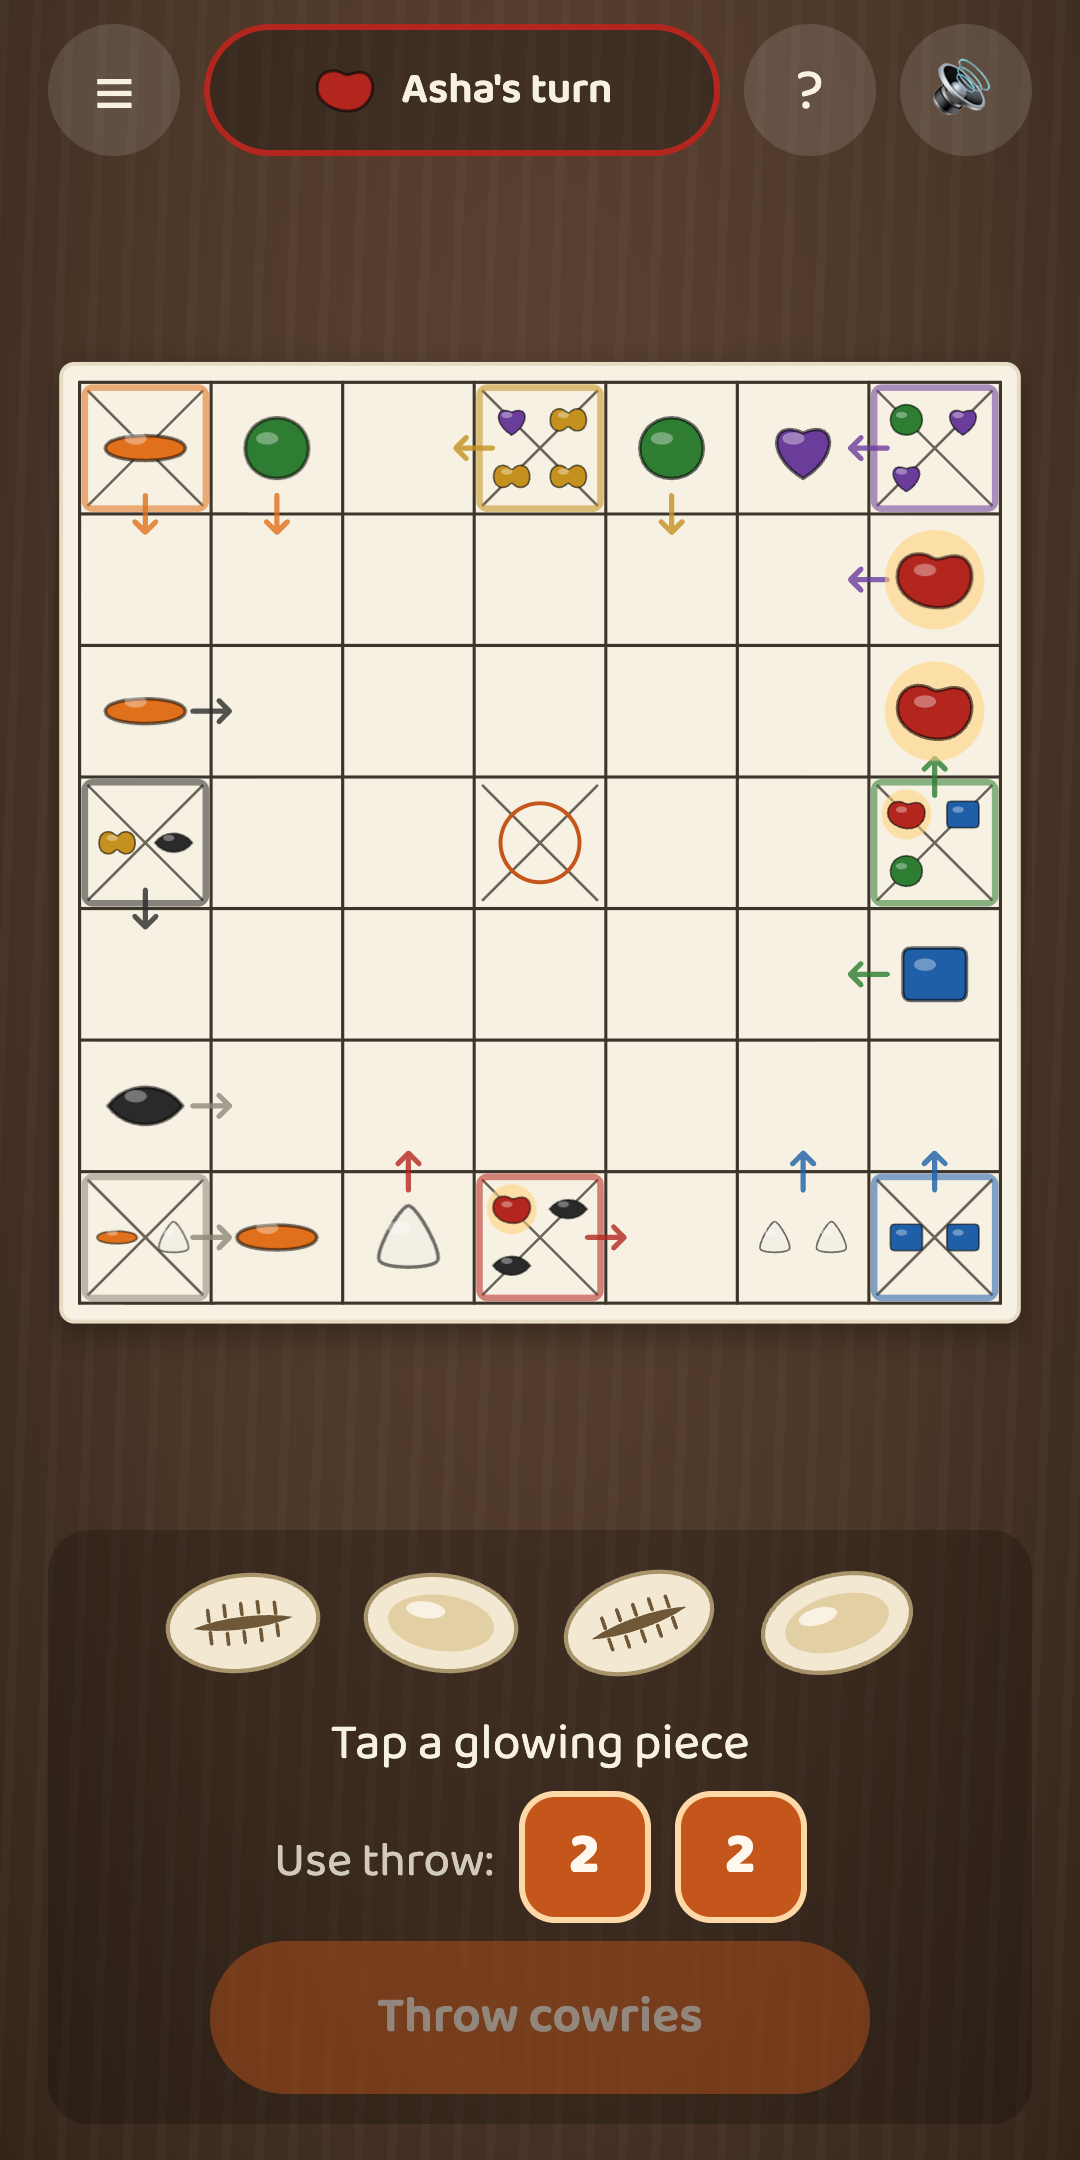 Asha's turn
?
Tap a glowing piece
Use throw: 2 2
Throw cowries